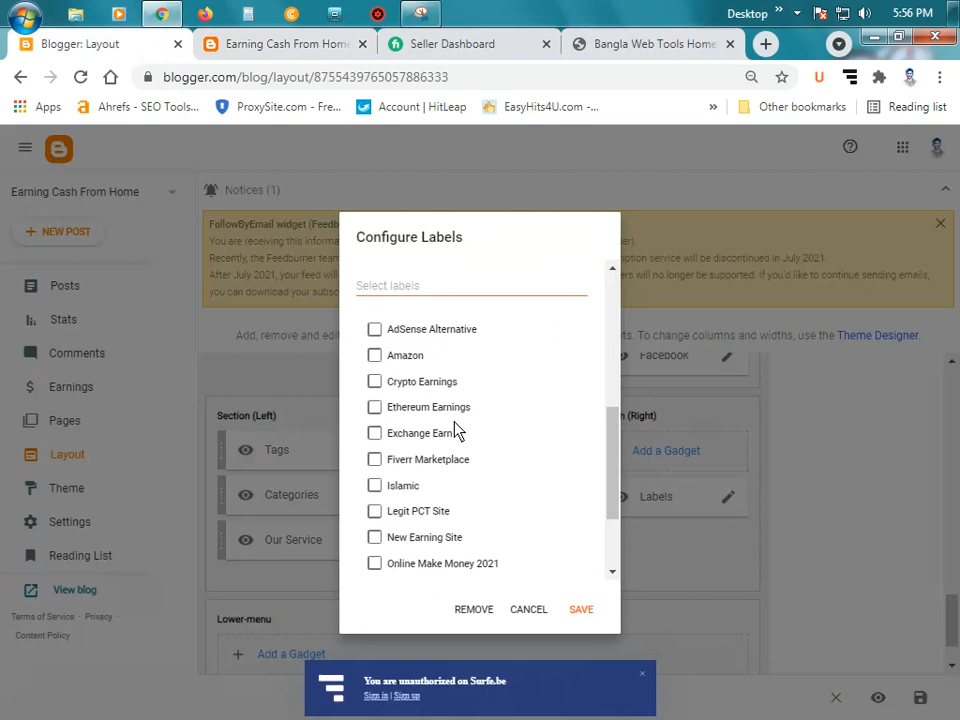 Desktop
»
5:56 PM
Blogger: Layout
Earning Cash From Home
Seller Dashboard
Bangla Web Tools Home
blogger.com/blog/layout/8755439765057886333
Apps
Ahrefs - SEO Tools...
ProxySite.com - Fre...
Account | HitLeap
EasyHits4U.com -...
»
Other bookmarks
Reading list
Earning Cash From Home
Notices (1)
NEW POST
FollowByEmail widget (Feedb
You are receiving this informa
Recently, the Feedburner team
ption service will be discontinued in July 2021.
After July 2021, your feed will
ers will no longer be supported. If you'd like to continue sending emails,
you can download your subsc
Posts
Stats
Comments
Earnings
Pages
Layout
Theme
Settings
Reading List
View blog
Terms of Service · Privacy ·
Content Policy
Add, remove and edit
To change columns and widths, use the Theme Designer.
Facebook
Section (Left)
n (Right)
Tags
Add a Gadget
Categories
Labels
Our Service
Lower-menu
Add a Gadget
Configure Labels
Select labels
AdSense Alternative
Amazon
Crypto Earnings
Ethereum Earnings
Exchange Earn
Fiverr Marketplace
Islamic
Legit PCT Site
New Earning Site
Online Make Money 2021
REMOVE
CANCEL
SAVE
You are unauthorized on Surfe.be
Sign in | Sign up